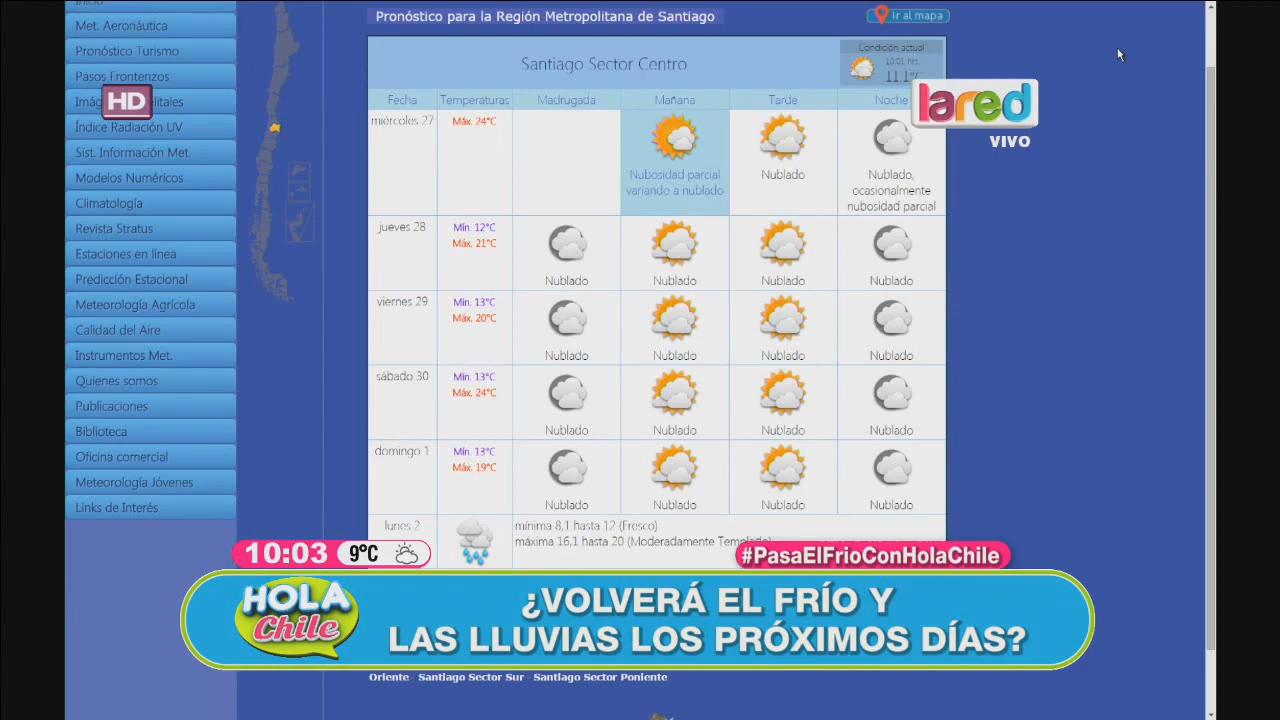 Inicio
Met. Aeronáutica
Pronóstico Turismo
Pasos Fronterizos
HD
Índice Radiación UV
Sist. Información Met.
Modelos Numéricos
Climatología
Revista Stratus
Estaciones en línea
Predicción Estacional
Meteorología Agrícola
Calidad del Aire
Instrumentos Met.
Quienes somos
Publicaciones
Biblioteca
Oficina comercial
Meteorología Jóvenes
Links de Interés
Pronóstico para la Región Metropolitana de Santiago
Ir al mapa
Santiago Sector Centro
Condición actual
10:01 hrs.
11.1°C
Fecha Temperaturas Madrugada Mañana Tarde Noche
lared
VIVO
miércoles 27 Máx. 24°C
Nubosidad parcial
variando a nublado
Nublado
Nublado,
ocasionalmente
nubosidad parcial
jueves 28 Mín. 12°C
Máx. 21°C
Nublado Nublado Nublado Nublado
viernes 29 Mín. 13°C
Máx. 20°C
Nublado Nublado Nublado Nublado
sábado 30 Mín. 13°C
Máx. 24°C
Nublado Nublado Nublado Nublado
domingo 1 Mín. 13°C
Máx. 19°C
Nublado Nublado Nublado Nublado
lunes 2 mínima 8,1 hasta 12 (Fresco)
máxima 16,1 hasta 20 (Moderadamente Templado)
10:03 9°C
#PasaElFrioConHolaChile
HOLA
Chile
¿VOLVERÁ EL FRÍO Y
LAS LLUVIAS LOS PRÓXIMOS DÍAS?
Oriente - Santiago Sector Sur - Santiago Sector Poniente